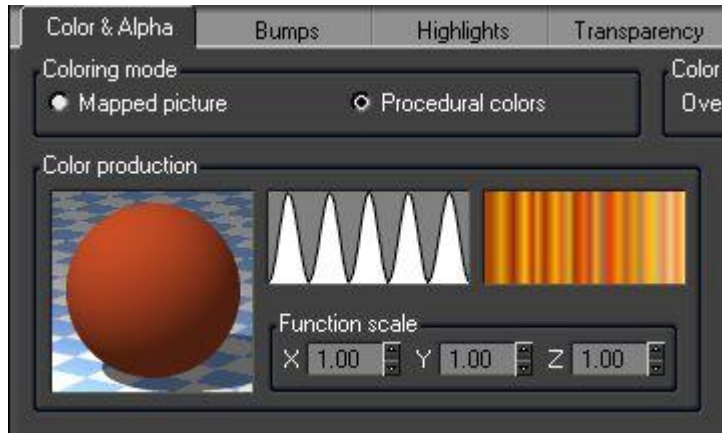 Color & Alpha Bumps Highlights Transparency
Coloring mode Color
Mapped picture Procedural colors Ove
Color production
Function scale
X 1.00 Y 1.00 Z 1.00